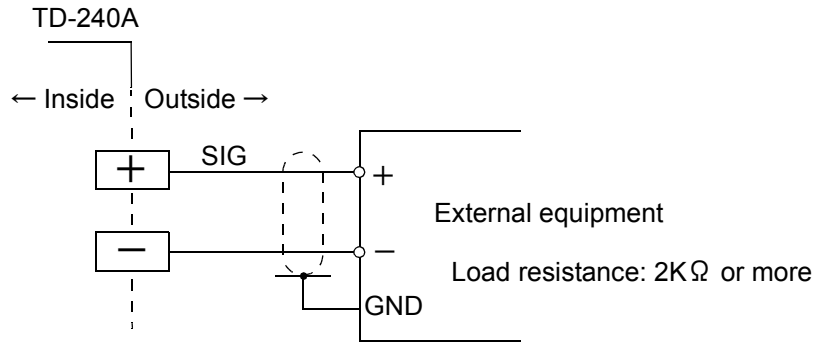 TD-240A
← Inside Outside →
+ SIG +
External equipment
− −
Load resistance: 2KΩ or more
GND